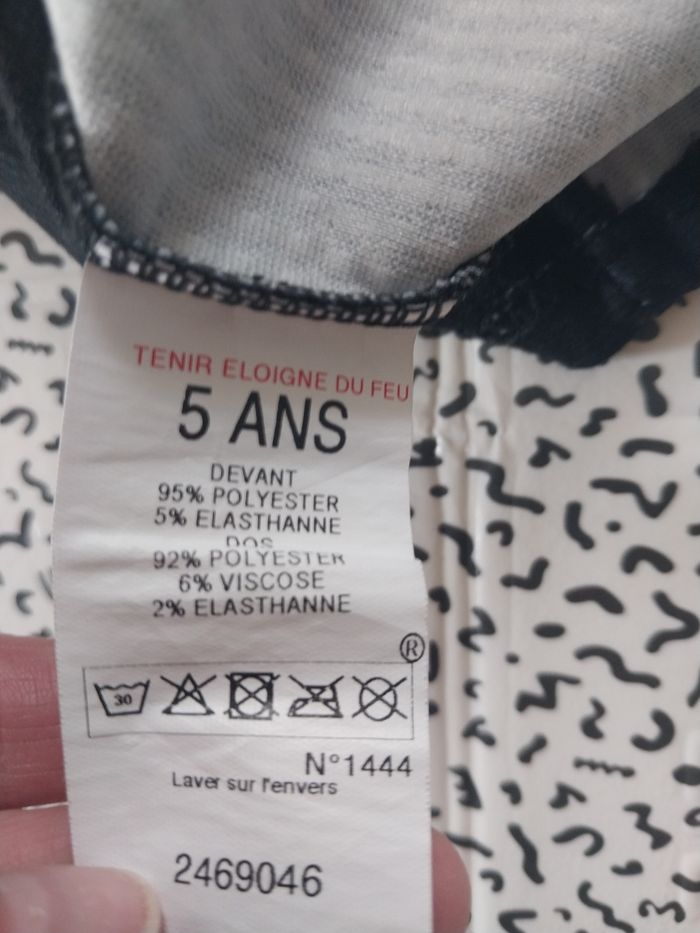 TENIR ELOIGNE DU FEU
5 ANS
DEVANT
95% POLYESTER
5% ELASTHANNE
DOS
92% POLYESTER
6% VISCOSE
2% ELASTHANNE
®
30
N°1444
Laver sur l'envers
2469046